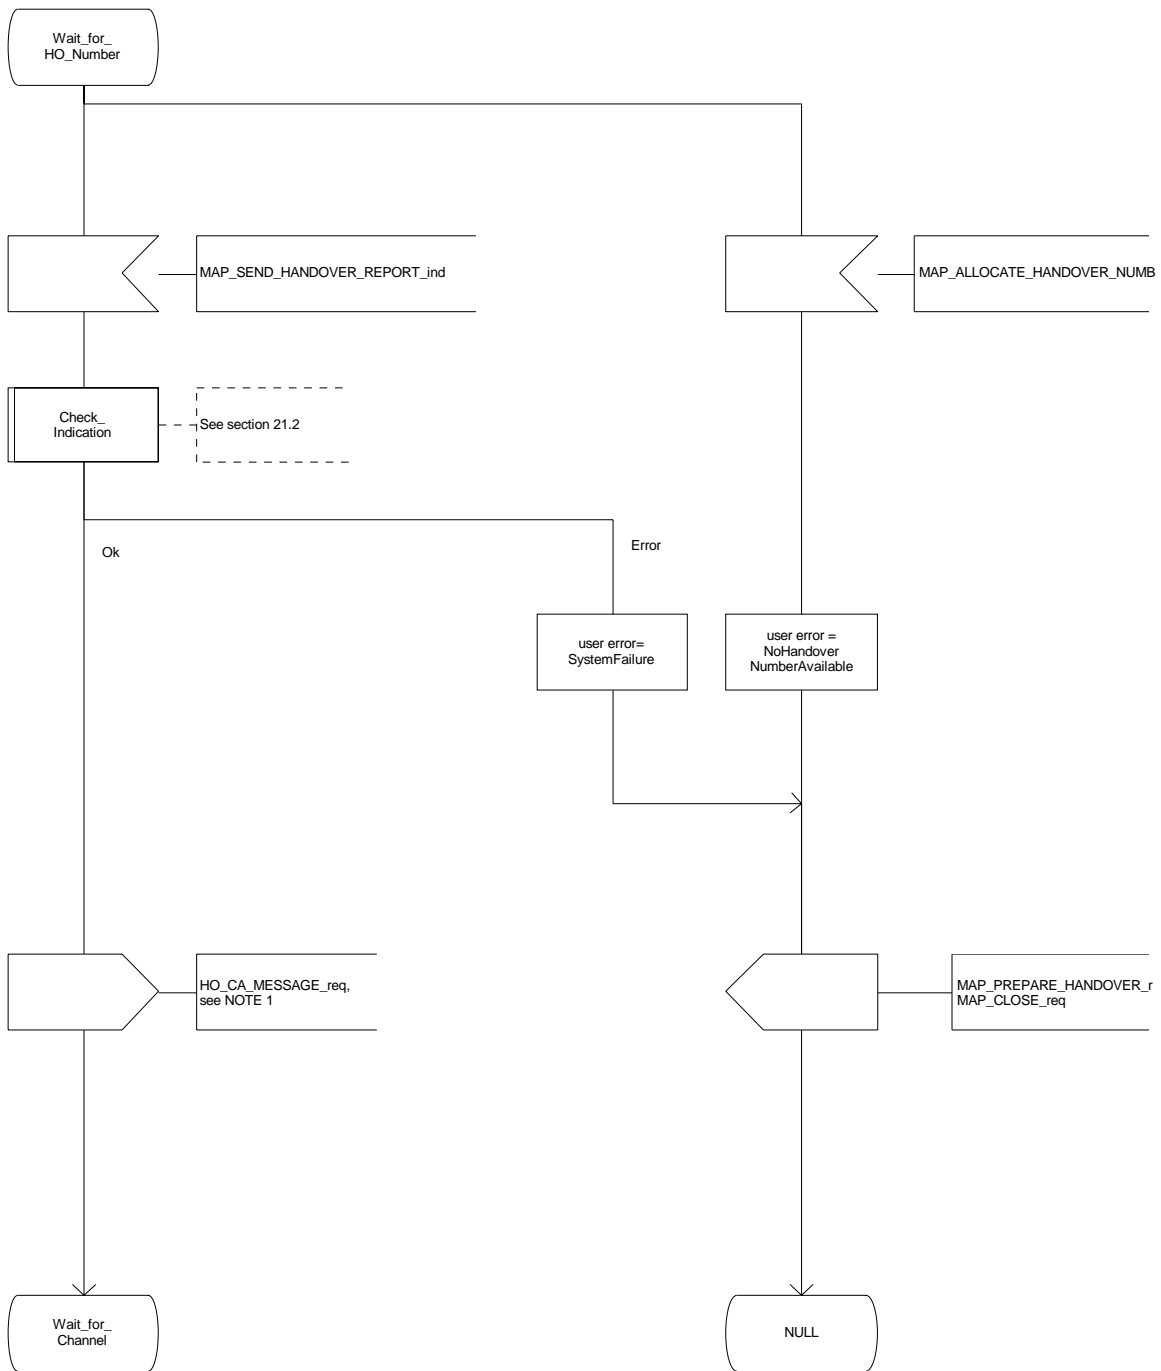 Wait_for_
HO_Number
MAP_SEND_HANDOVER_REPORT_ind
MAP_ALLOCATE_HANDOVER_NUMB
Check_
Indication
See section 21.2
Ok
Error
user error=
SystemFailure
user error =
NoHandover
NumberAvailable
HO_CA_MESSAGE_req,
see NOTE 1
MAP_PREPARE_HANDOVER_r
MAP_CLOSE_req
Wait_for_
Channel
NULL